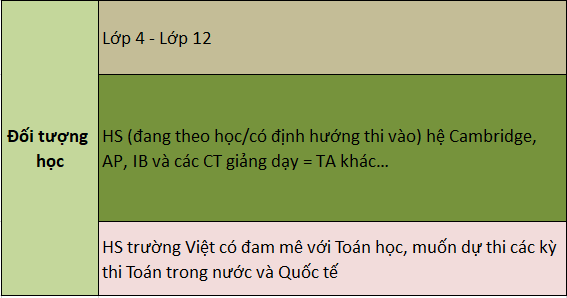 Đối tượng
học
Lớp 4 - Lớp 12
HS (đang theo học/có định hướng thi vào) hệ Cambridge,
AP, IB và các CT giảng dạy = TA khác...
HS trường Việt có đam mê với Toán học, muốn dự thi các kỳ
thi Toán trong nước và Quốc tế